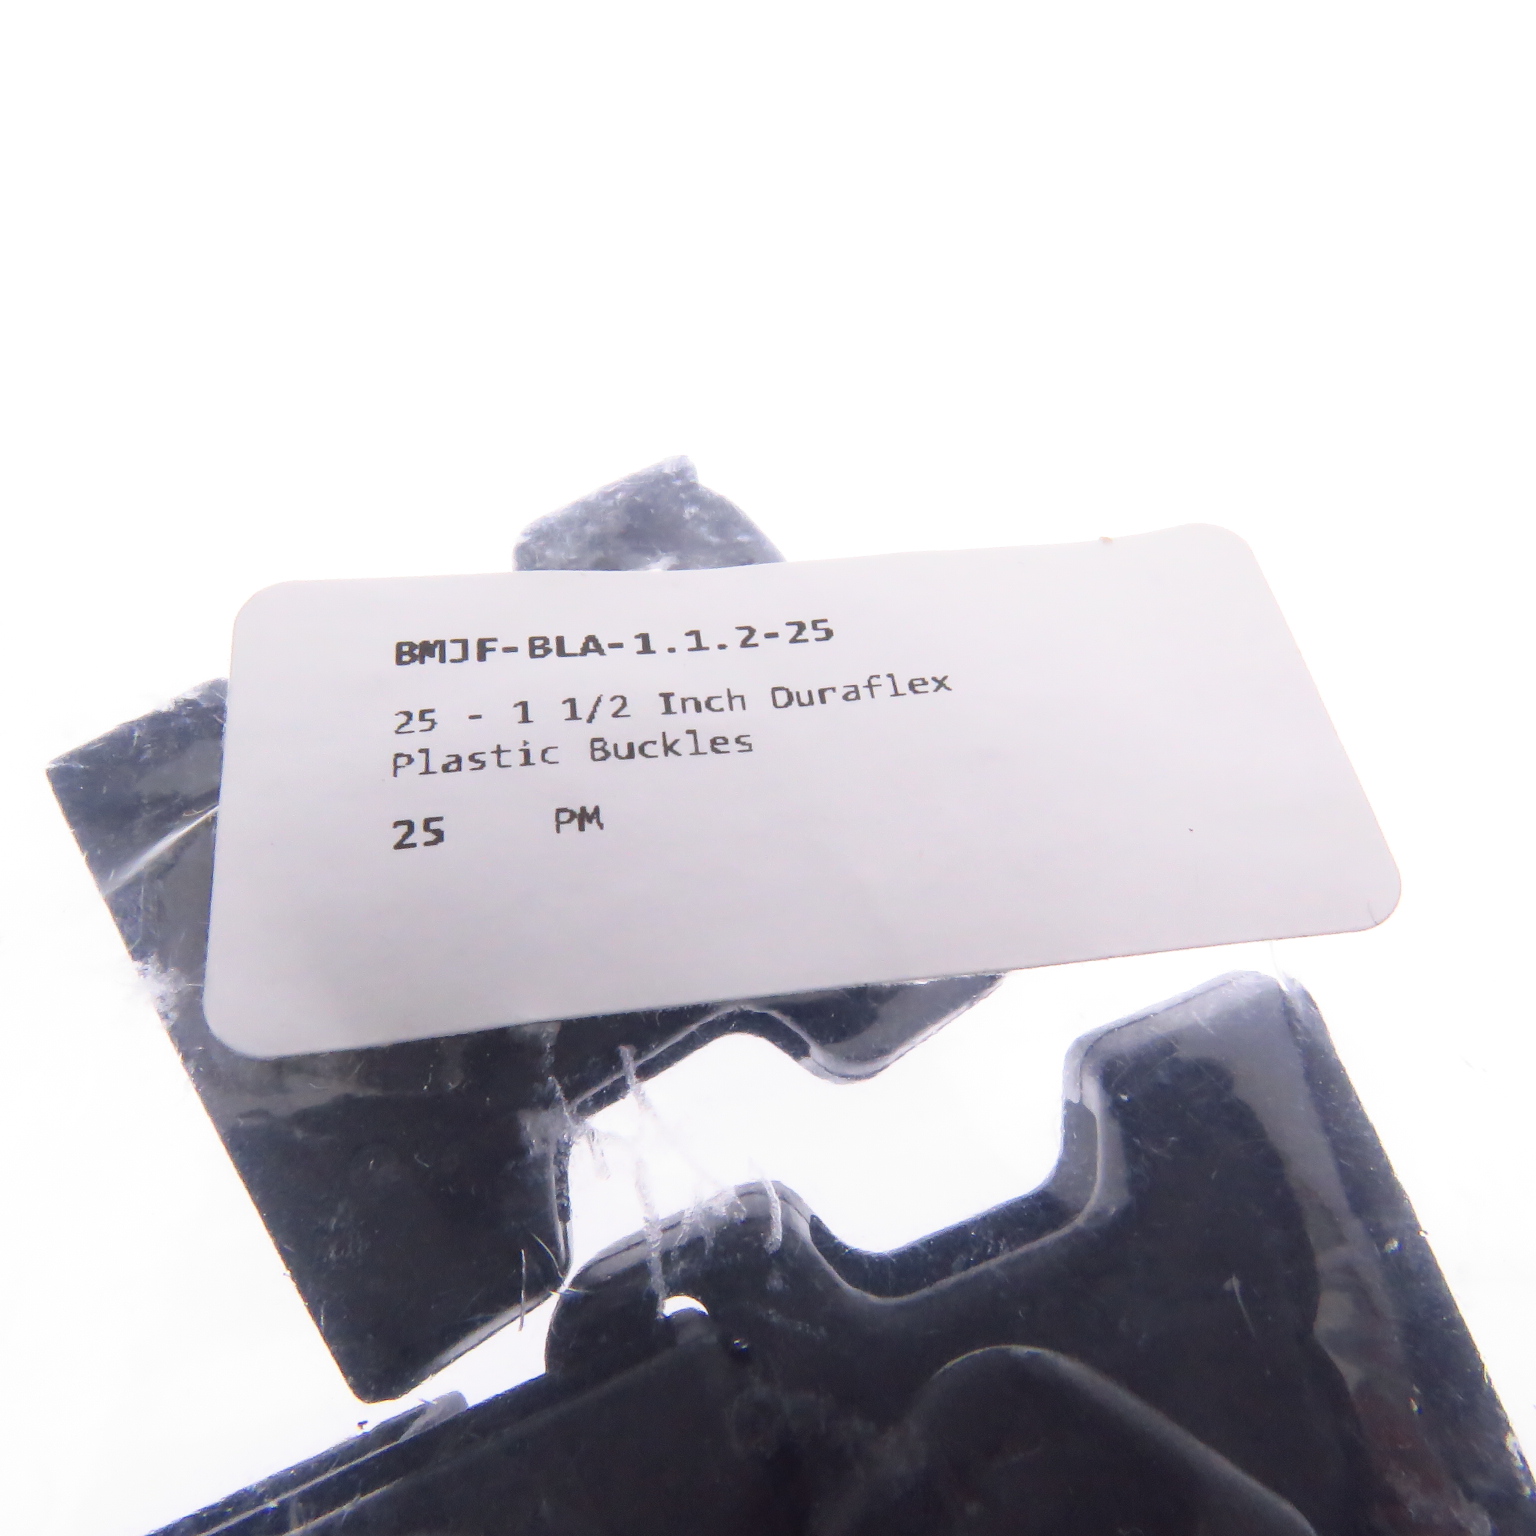 BMJF-BLA-1.1.2-25
25 - 1 1/2 Inch Duraflex
Plastic Buckles
25 PM